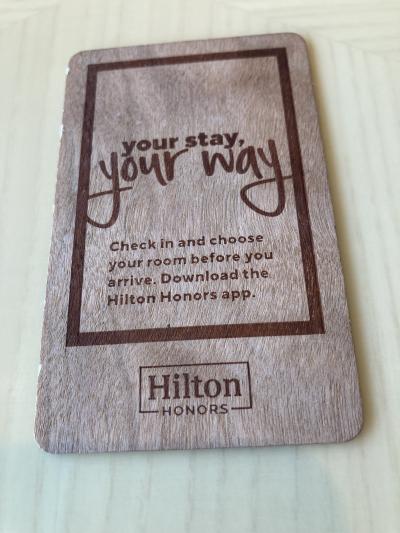 your stay,
your way
Check in and choose
your room before you
arrive. Download the
Hilton Honors app.
Hilton
HONORS